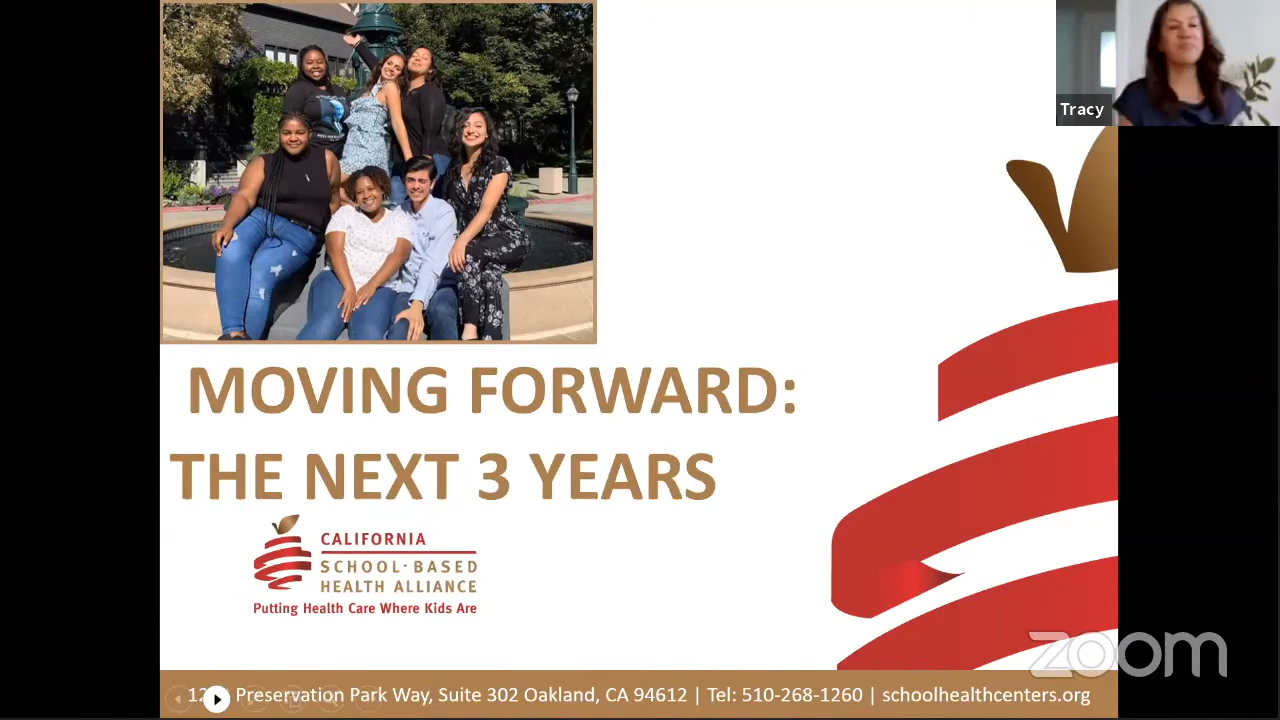 Tracy
MOVING FORWARD:
THE NEXT 3 YEARS
CALIFORNIA
SCHOOL-BASED
HEALTH ALLIANCE
Putting Health Care Where Kids Are
Preservation Park Way, Suite 302 Oakland, CA 94612 | Tel: 510-268-1260 | schoolhealthcenters.org
zoom